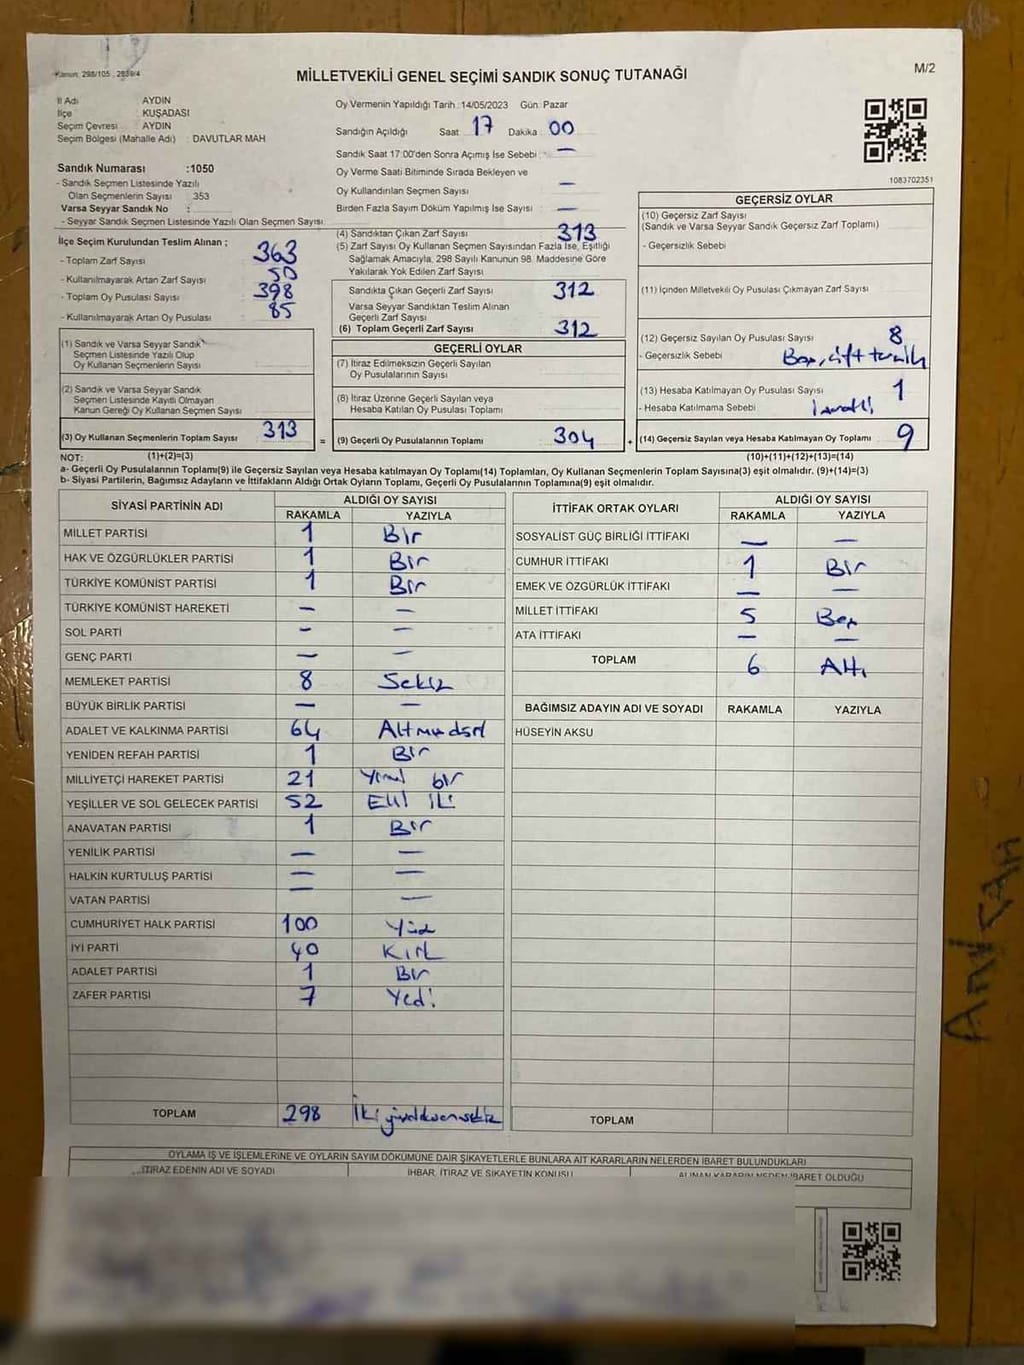 Kanun: 298/105 , 2839/4
MİLLETVEKİLİ GENEL SEÇİMİ SANDIK SONUÇ TUTANAĞI
M/2
İl Adı AYDIN
İlçe KUŞADASI
Seçim Çevresi AYDIN
Seçim Bölgesi (Mahalle Adı) : DAVUTLAR MAH
Sandık Numarası :1050
- Sandık Seçmen Listesinde Yazılı
Olan Seçmenlerin Sayısı 353
Varsa Seyyar Sandık No :
- Seyyar Sandık Seçmen Listesinde Yazılı Olan Seçmen Sayısı
Oy Vermenin Yapıldığı Tarih :14/05/2023 Gün: Pazar
Sandığın Açıldığı Saat 17 Dakika 00
Sandık Saat 17:00'den Sonra Açımış İse Sebebi : —
Oy Verme Saati Bitiminde Sırada Bekleyen ve
Oy Kullandırılan Seçmen Sayısı —
Birden Fazla Sayım Döküm Yapılmış İse Sayısı —
1083702351
İlçe Seçim Kurulundan Teslim Alınan ;
- Toplam Zarf Sayısı 363
- Kullanılmayarak Artan Zarf Sayısı 50
- Toplam Oy Pusulası Sayısı 398
- Kullanılmayarak Artan Oy Pusulası 85
(4) Sandıktan Çıkan Zarf Sayısı 313
(5) Zarf Sayısı Oy Kullanan Seçmen Sayısından Fazla İse, Eşitliği
Sağlamak Amacıyla, 298 Sayılı Kanunun 98. Maddesine Göre
Yakılarak Yok Edilen Zarf Sayısı
Sandıkta Çıkan Geçerli Zarf Sayısı 312
Varsa Seyyar Sandıktan Teslim Alınan
Geçerli Zarf Sayısı
(6) Toplam Geçerli Zarf Sayısı 312
GEÇERSİZ OYLAR
(10) Geçersiz Zarf Sayısı
(Sandık ve Varsa Seyyar Sandık Geçersiz Zarf Toplamı)
- Geçersizlik Sebebi
(11) İçinden Milletvekili Oy Pusulası Çıkmayan Zarf Sayısı
(12) Geçersiz Sayılan Oy Pusulası Sayısı 8
- Geçersizlik Sebebi Boş, çift
(13) Hesaba Katılmayan Oy Pusulası Sayısı 1
- Hesaba Katılmama Sebebi
(14) Geçersiz Sayılan veya Hesaba Katılmayan Oy Toplamı 9
(10)+(11)+(12)+(13)=(14)
(1) Sandık ve Varsa Seyyar Sandık
Seçmen Listesinde Yazılı Olup
Oy Kullanan Seçmen Sayısı
(2) Sandık ve Varsa Seyyar Sandık
Seçmen Listesinde Kayıtlı Olmayan
Kanun Gereği Oy Kullanan Seçmen Sayısı
(3) Oy Kullanan Seçmenlerin Toplam Sayısı 313 =
GEÇERLİ OYLAR
(7) İtiraz Edilmeksizin Geçerli Sayılan
Oy Pusulalarının Sayısı
(8) İtiraz Üzerine Geçerli Sayılan veya
Hesaba Katılan Oy Pusulası Toplamı
(9) Geçerli Oy Pusulalarının Toplamı 304 +
NOT: (1)+(2)=(3)
a- Geçerli Oy Pusulalarının Toplamı(9) ile Geçersiz Sayılan veya Hesaba katılmayan Oy Toplamı(14) Toplamları, Oy Kullanan Seçmenlerin Toplam Sayısına(3) eşit olmalıdır. (9)+(14)=(3)
b- Siyasi Partilerin, Bağımsız Adayların ve İttifakların Aldığı Ortak Oyların Toplamı, Geçerli Oy Pusulalarının Toplamına(9) eşit olmalıdır.
SİYASİ PARTİNİN ADI ALDIĞI OY SAYISI
RAKAMLA YAZIYLA
MİLLET PARTİSİ 1 Bir
HAK VE ÖZGÜRLÜKLER PARTİSİ 1 Bir
TÜRKİYE KOMÜNİST PARTİSİ 1 Bir
TÜRKİYE KOMÜNİST HAREKETİ — —
SOL PARTİ — —
GENÇ PARTİ — —
MEMLEKET PARTİSİ 8 Sekiz
BÜYÜK BİRLİK PARTİSİ — —
ADALET VE KALKINMA PARTİSİ 64 Altmışdört
YENİDEN REFAH PARTİSİ 1 Bir
MİLLİYETÇİ HAREKET PARTİSİ 21 Yirmi bir
YEŞİLLER VE SOL GELECEK PARTİSİ 52 Elli iki
ANAVATAN PARTİSİ 1 Bir
YENİLİK PARTİSİ — —
HALKIN KURTULUŞ PARTİSİ — —
VATAN PARTİSİ — —
CUMHURİYET HALK PARTİSİ 100 Yüz
İYİ PARTİ 40 Kırk
ADALET PARTİSİ 1 Bir
ZAFER PARTİSİ 7 Yedi
TOPLAM 298 İki yüzdoksansekiz
İTTİFAK ORTAK OYLARI ALDIĞI OY SAYISI
RAKAMLA YAZIYLA
SOSYALİST GÜÇ BİRLİĞİ İTTİFAKI — —
CUMHUR İTTİFAKI 1 Bir
EMEK VE ÖZGÜRLÜK İTTİFAKI — —
MİLLET İTTİFAKI 5 Beş
ATA İTTİFAKI — —
TOPLAM 6 Altı
BAĞIMSIZ ADAYIN ADI VE SOYADI RAKAMLA YAZIYLA
HÜSEYİN AKSU
TOPLAM
OYLAMA İŞ VE İŞLEMLERİNE VE OYLARIN SAYIM DÖKÜMÜNE DAİR ŞİKAYETLERLE BUNLARA AİT KARARLARIN NELERDEN İBARET BULUNDUKLARI
İTİRAZ EDENİN ADI VE SOYADI İHBAR, İTİRAZ VE ŞİKAYETİN KONUSU ALINAN KARARIN NEDEN İBARET OLDUĞU